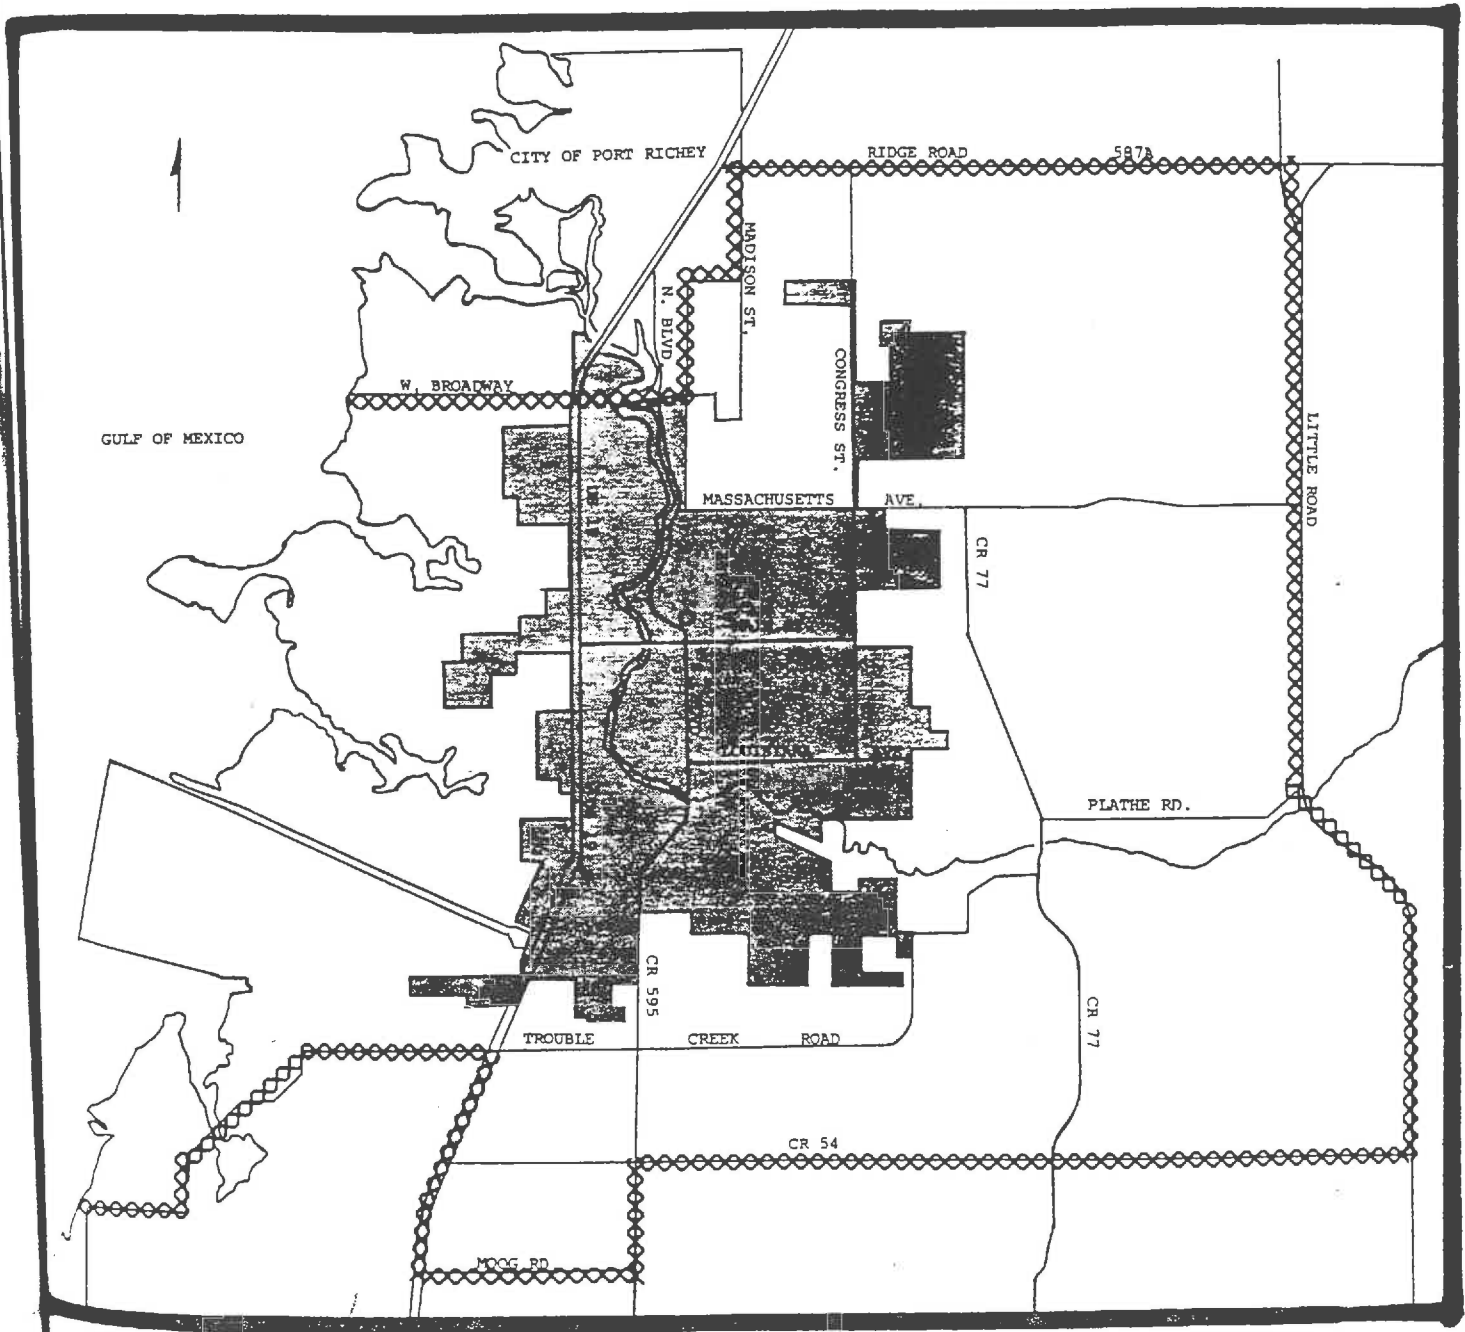 CITY OF PORT RICHEY
RIDGE ROAD 587A
MADISON ST.
N. BLVD
CONGRESS ST.
W. BROADWAY
GULF OF MEXICO
LITTLE ROAD
MASSACHUSETTS AVE.
CR 77
PLATHE RD.
CR 595
CR 77
TROUBLE CREEK ROAD
CR 54
MOOG RD